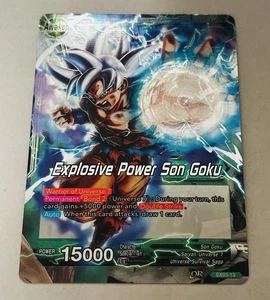 Awaken
Explosive Power Son Goku
Warrior of Universe 7
Permanent Bond 2 Universe 7: During your turn, this
card gains +5000 power and Double Strike.
Auto When this card attacks, draw 1 card.
POWER 15000
Son Goku
Saiyan Universe 7
Universe Survival Saga